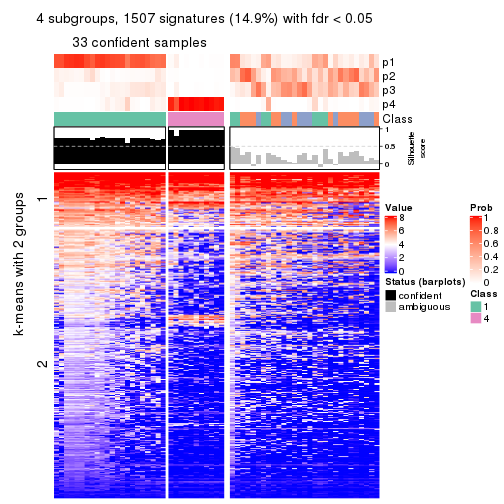 4 subgroups, 1507 signatures (14.9%) with fdr < 0.05
33 confident samples
p1
p2
p3
p4
Class
1
0.5
0
Silhouette
score
k-means with 2 groups
1
2
Value
8
6
4
2
0
Prob
1
0.8
0.6
0.4
0.2
0
Status (barplots)
confident
ambiguous
Class
1
4